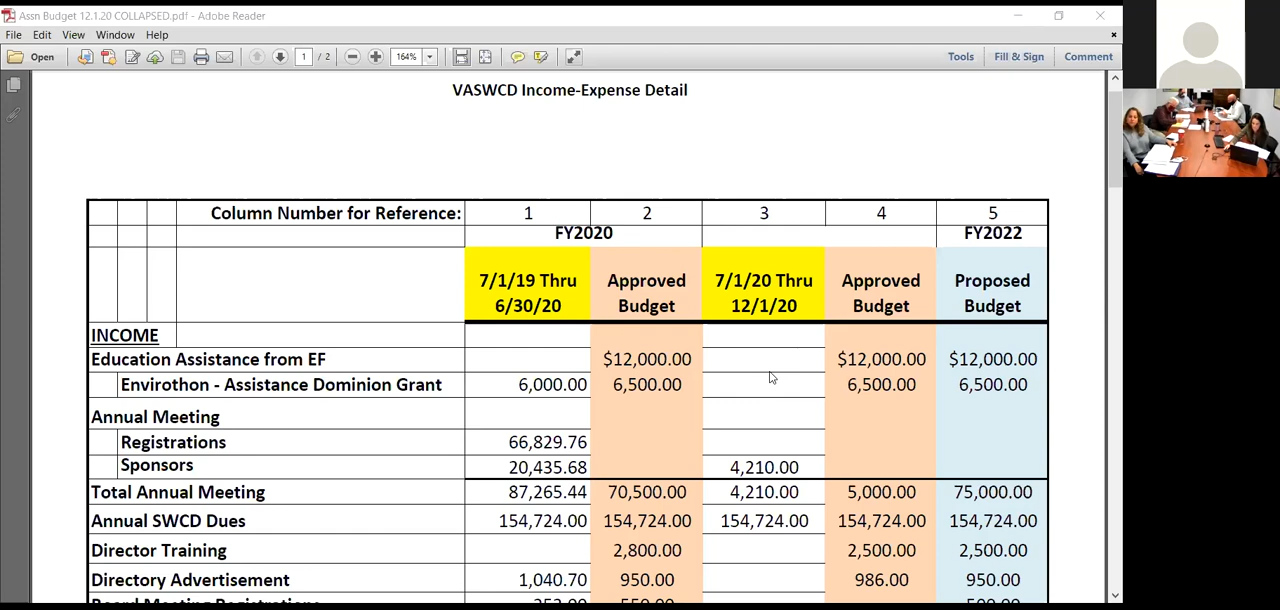 Assn Budget 12.1.20 COLLAPSED.pdf - Adobe Reader
File Edit View Window Help
Open 1 / 2 164% Tools Fill & Sign Comment
VASWCD Income-Expense Detail
Column Number for Reference: 1 2 3 4 5
FY2020 FY2022
7/1/19 Thru Approved 7/1/20 Thru Approved Proposed
6/30/20 Budget 12/1/20 Budget Budget
INCOME
Education Assistance from EF $12,000.00 $12,000.00 $12,000.00
Envirothon - Assistance Dominion Grant 6,000.00 6,500.00 6,500.00 6,500.00
Annual Meeting
Registrations 66,829.76
Sponsors 20,435.68 4,210.00
Total Annual Meeting 87,265.44 70,500.00 4,210.00 5,000.00 75,000.00
Annual SWCD Dues 154,724.00 154,724.00 154,724.00 154,724.00 154,724.00
Director Training 2,800.00 2,500.00 2,500.00
Directory Advertisement 1,040.70 950.00 986.00 950.00
Board Meeting Registrations